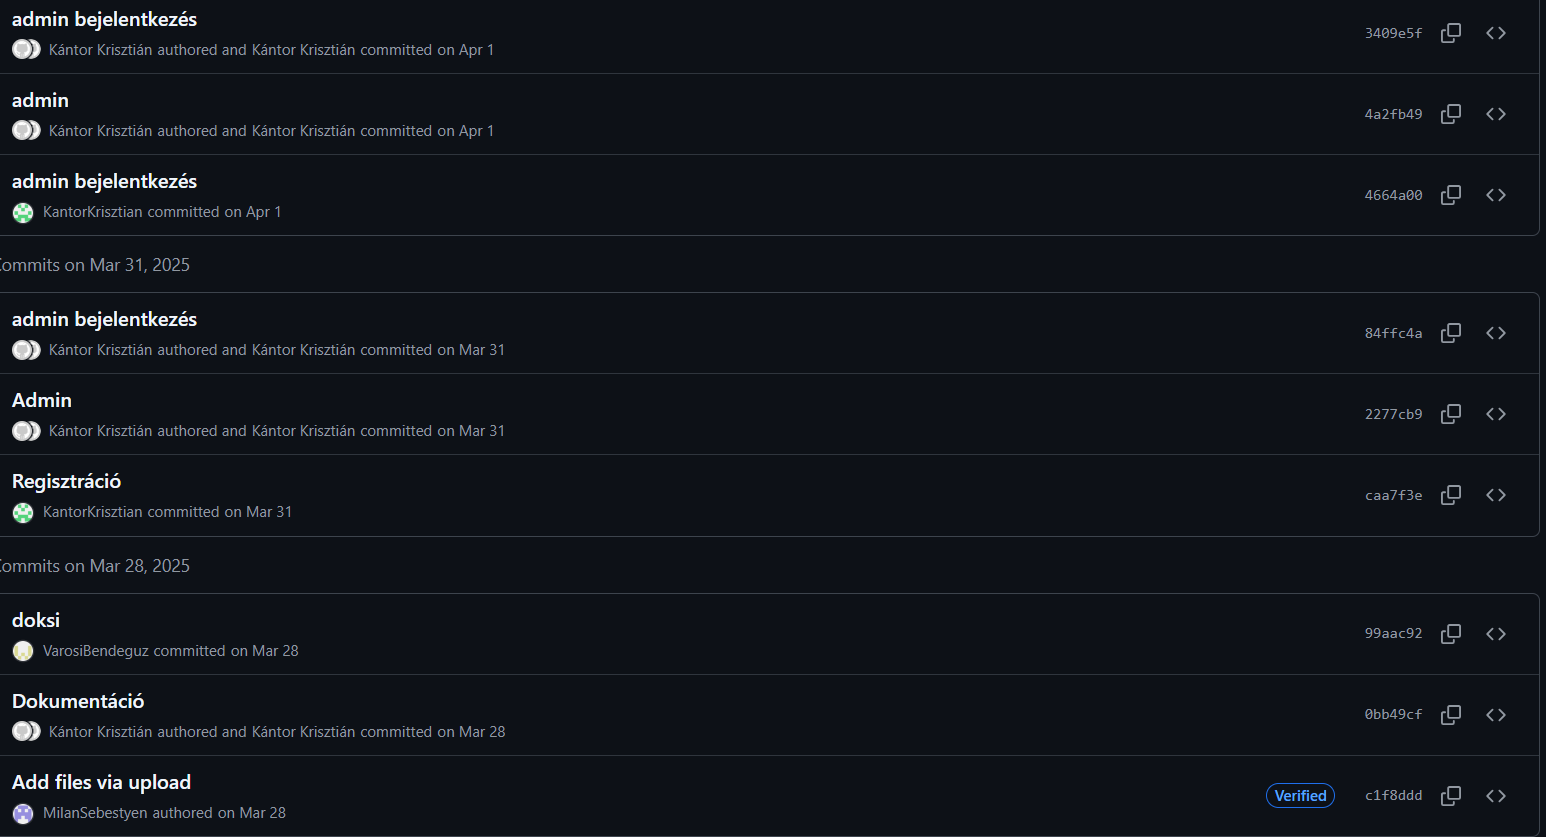 admin bejelentkezés
3409e5f
Kántor Krisztián authored and Kántor Krisztián committed on Apr 1
admin
4a2fb49
Kántor Krisztián authored and Kántor Krisztián committed on Apr 1
admin bejelentkezés
4664a00
KantorKrisztian committed on Apr 1
ommits on Mar 31, 2025
admin bejelentkezés
84ffc4a
Kántor Krisztián authored and Kántor Krisztián committed on Mar 31
Admin
2277cb9
Kántor Krisztián authored and Kántor Krisztián committed on Mar 31
Regisztráció
caa7f3e
KantorKrisztian committed on Mar 31
ommits on Mar 28, 2025
doksi
99aac92
VarosiBendeguz committed on Mar 28
Dokumentáció
0bb49cf
Kántor Krisztián authored and Kántor Krisztián committed on Mar 28
Add files via upload
Verified
c1f8ddd
MilanSebestyen authored on Mar 28